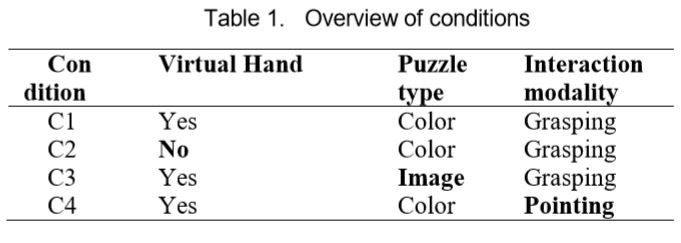 Table 1. Overview of conditions
Con Virtual Hand Puzzle Interaction
dition type modality
C1 Yes Color Grasping
C2 No Color Grasping
C3 Yes Image Grasping
C4 Yes Color Pointing